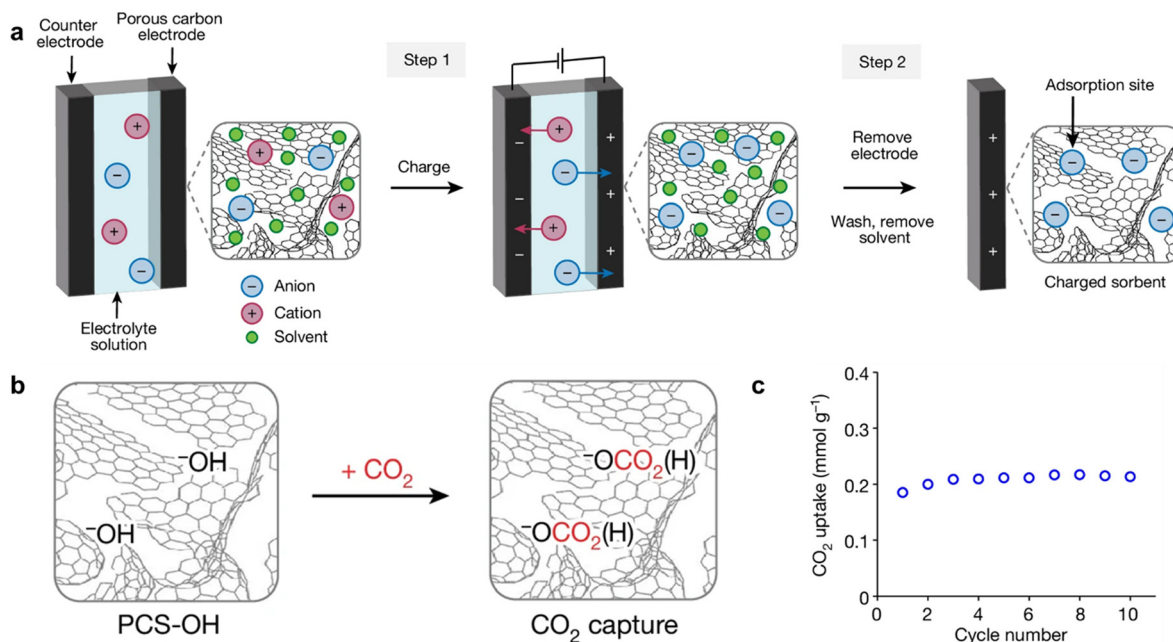 a
Counter
electrode
Porous carbon
electrode
Electrolyte
solution
+
+
−
−
+
−
+
−
Anion
Cation
Solvent
−
+
Step 1
Charge
−
−
−
+
−
+
−
+
+
+
−
−
−
−
Step 2
Remove
electrode
Wash, remove
solvent
+
+
+
Adsorption site
−
−
−
−
Charged sorbent
b
⁻OH
⁻OH
PCS-OH
+ CO₂
⁻OCO₂(H)
⁻OCO₂(H)
CO₂ capture
c
CO₂ uptake (mmol g⁻¹)
0.4
0.3
0.2
0.1
0
0 2 4 6 8 10
Cycle number